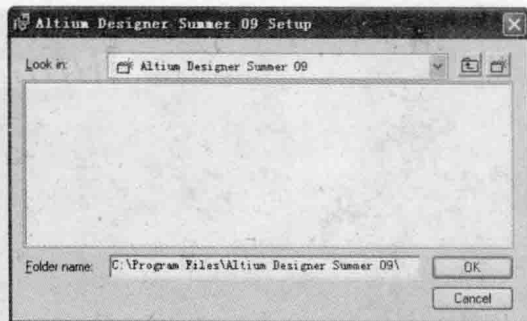 Altium Designer Summer 09 Setup
Look in: Altium Designer Summer 09
Folder name: C:\Program Files\Altium Designer Summer 09\ OK
Cancel